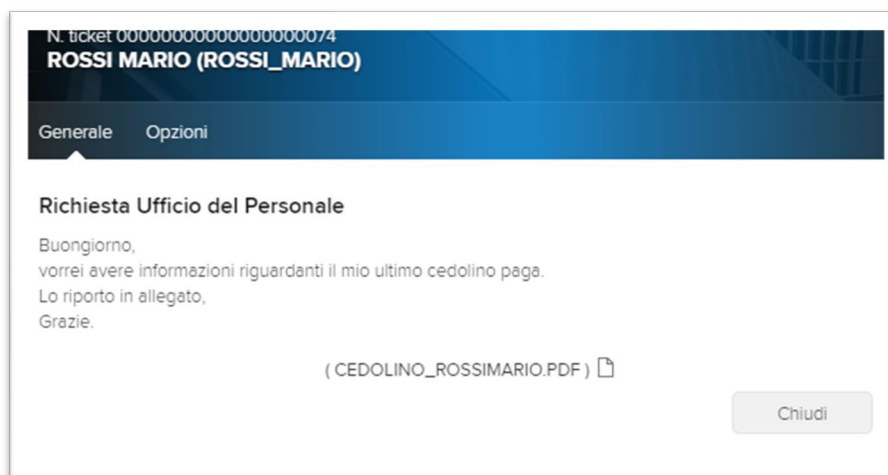 N. ticket 00000000000000000000074
ROSSI MARIO (ROSSI_MARIO)
Generale Opzioni
Richiesta Ufficio del Personale
Buongiorno,
vorrei avere informazioni riguardanti il mio ultimo cedolino paga.
Lo riporto in allegato,
Grazie.
( CEDOLINO_ROSSIMARIO.PDF )
Chiudi